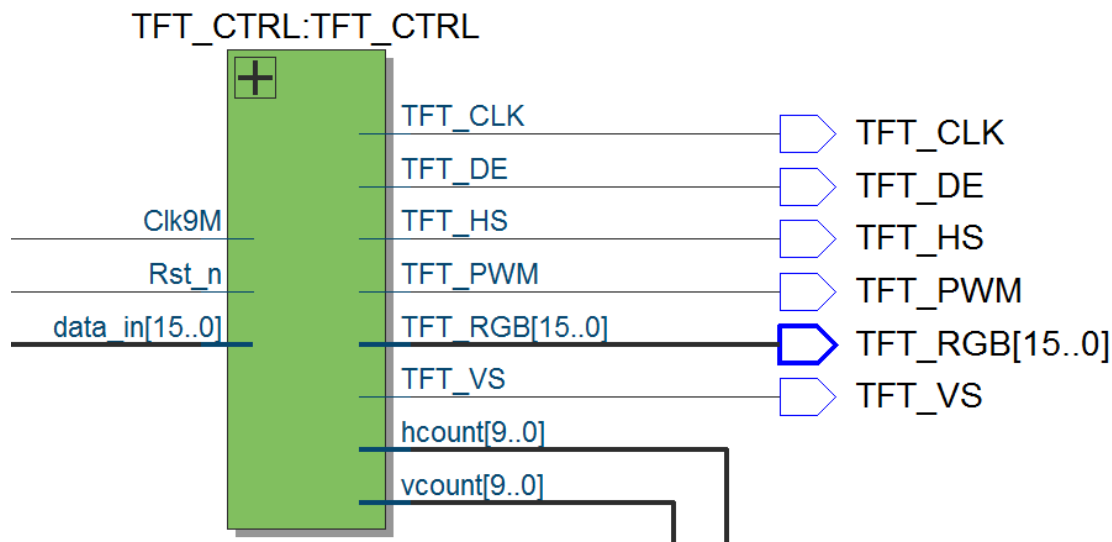 TFT_CTRL:TFT_CTRL
TFT_CLK TFT_CLK
TFT_DE TFT_DE
Clk9M TFT_HS TFT_HS
Rst_n TFT_PWM TFT_PWM
data_in[15..0] TFT_RGB[15..0] TFT_RGB[15..0]
TFT_VS TFT_VS
hcount[9..0]
vcount[9..0]